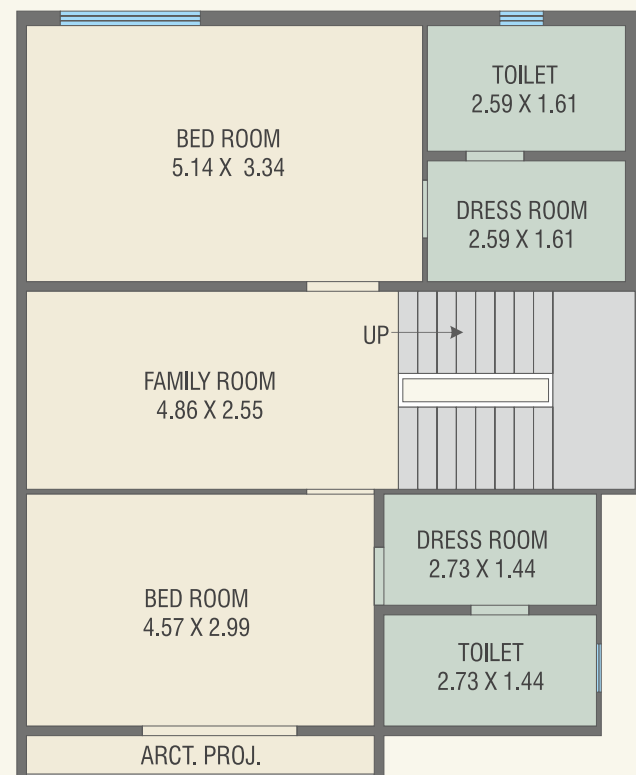 TOILET
2.59 X 1.61
BED ROOM
5.14 X 3.34
DRESS ROOM
2.59 X 1.61
UP
FAMILY ROOM
4.86 X 2.55
DRESS ROOM
2.73 X 1.44
BED ROOM
4.57 X 2.99
TOILET
2.73 X 1.44
ARCT. PROJ.